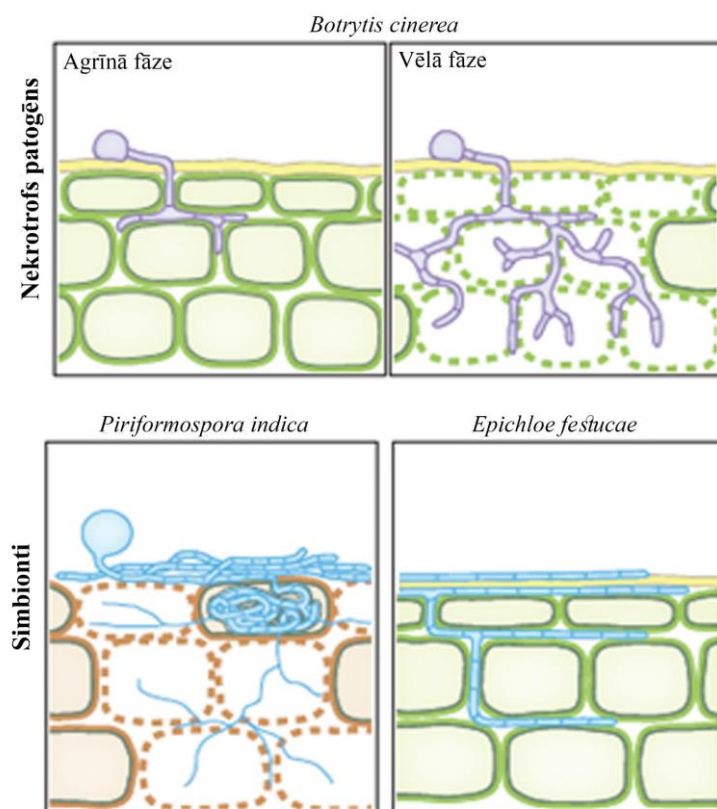 Botrytis cinerea
Agrīnā fāze
Vēlā fāze
Nekrotrofs patogēns
Piriformospora indica
Epichloe festucae
Simbionti